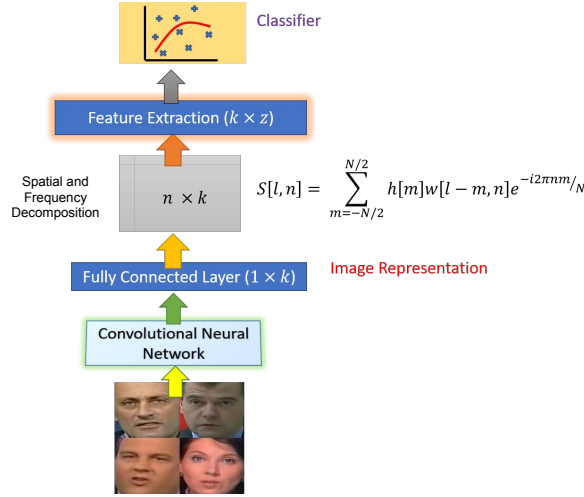 Classifier
Feature Extraction (k × z)
Spatial and
Frequency
Decomposition
n × k
S[l, n] = ∑_{m=−N/2}^{N/2} h[m]w[l − m, n]e^{−i2πnm/N}
Fully Connected Layer (1 × k)
Image Representation
Convolutional Neural
Network